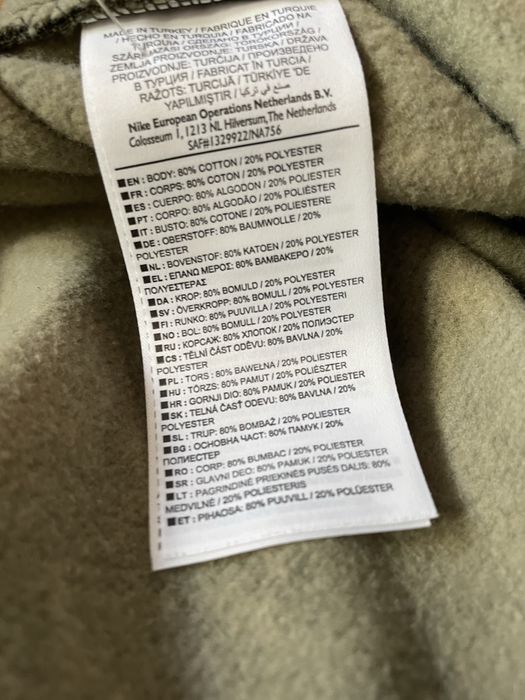 MADE IN TURKEY / FABRIQUE EN TURQUIE
/ HECHO EN TURQUÍA / FABRICADO NA
TURQUIA / СДЕЛАНО В ТУРЦИИ /
SZÁRMAZÁSI ORSZÁG: TÖRÖKORSZÁG / DRŽAVA
ZEMLJA PROIZVODNJE: TURSKA / ПРОИЗВЕДЕНО
PROIZVODNJE: TURČIJA / FABRICAT ÎN TURCIA /
В ТУРЦИЯ / TURCIJĀ / TÜRKİYE'DE
RAŽOTS: صنع في تركيا /
YAPILMIŞTIR /
Nike European Operations Netherlands B.V.
Colosseum 1, 1213 NL Hilversum, The Netherlands
SAF#1329922/NA756
EN : BODY: 80% COTTON / 20% POLYESTER
FR : CORPS: 80% COTON / 20% POLYESTER
ES : CUERPO: 80% ALGODON / 20% POLIÉSTER
PT : CORPO: 80% ALGODÃO / 20% POLIÉSTER
IT : BUSTO: 80% COTONE / 20% POLIESTERE
DE : OBERSTOFF: 80% BAUMWOLLE / 20%
POLYESTER
NL : BOVENSTOF: 80% KATOEN / 20% POLYESTER
EL : ΕΠΑΝΩ ΜΕΡΟΣ: 80% ΒΑΜΒΑΚΕΡΟ / 20%
ΠΟΛΥΕΣΤΕΡΑΣ
DA : KROP: 80% BOMULD / 20% POLYESTER
SV : ÖVERKROPP: 80% BOMULL / 20% POLYESTER
FI : RUNKO: 80% PUUVILLA / 20% POLYESTERI
NO : BOL: 80% BOMULL / 20% POLYESTER
RU : КОРСАЖ: 80% ХЛОПОК / 20% ПОЛИЭСТЕР
CS : TĚLNÍ ČÁST ODĚVU: 80% BAVLNA / 20%
POLYESTER
PL : TORS : 80% BAWEŁNA / 20% POLIESTER
HU : TÖRZS: 80% PAMUT / 20% POLIÉSZTER
HR : GORNJI DIO: 80% PAMUK / 20% POLIESTER
SK : TELNÁ ČASŤ ODEVU: 80% BAVLNA / 20%
POLYESTER
SL : TRUP: 80% BOMBAŽ / 20% POLIESTER
BG : ОСНОВНА ЧАСТ: 80% ПАМУК / 20%
ПОЛИЕСТЕР
RO : CORP: 80% BUMBAC / 20% POLIESTER
SR : GLAVNI DEO: 80% PAMUK / 20% POLIESTER
LT : PAGRINDINĖ PRIEKINĖS PUSĖS DALIS: 80%
MEDVILNĖ / 20% POLIESTERIS
ET : PIHAOSA: 80% PUUVILL / 20% POLÜESTER